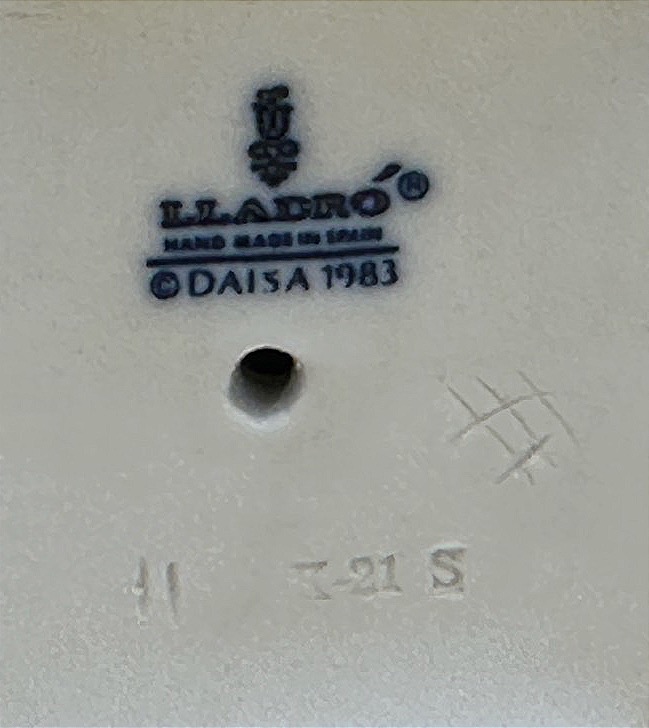 LLADRÓ®
HAND MADE IN SPAIN
© DAISA 1983
-21 S